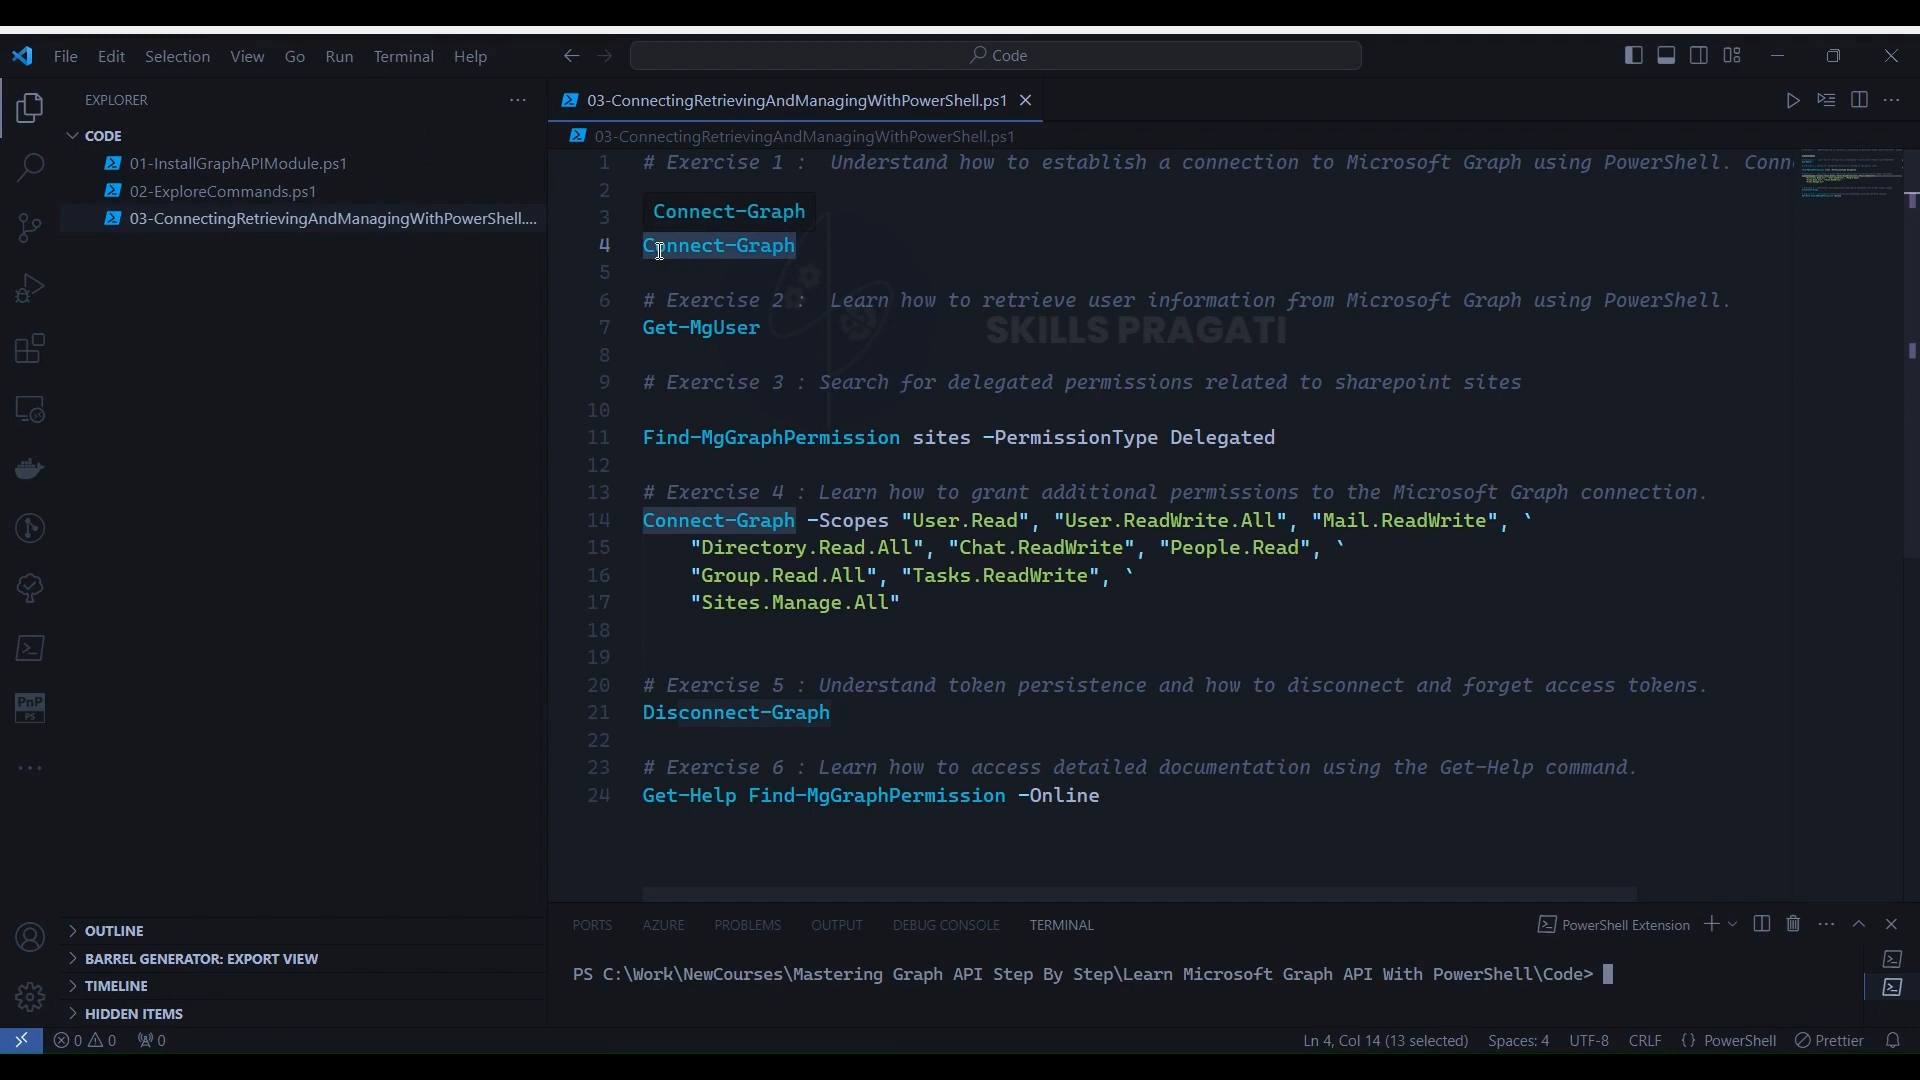 File Edit Selection View Go Run Terminal Help
Code
EXPLORER
CODE
01-InstallGraphAPIModule.ps1
02-ExploreCommands.ps1
03-ConnectingRetrievingAndManagingWithPowerShell....
PnP
PS
03-ConnectingRetrievingAndManagingWithPowerShell.ps1
03-ConnectingRetrievingAndManagingWithPowerShell.ps1
1 # Exercise 1 :  Understand how to establish a connection to Microsoft Graph using PowerShell. Conn
2
3 Connect-Graph
4 Connect-Graph
5
6 # Exercise 2 :  Learn how to retrieve user information from Microsoft Graph using PowerShell.
7 Get-MgUser
SKILLS PRAGATI
8
9 # Exercise 3 : Search for delegated permissions related to sharepoint sites
10
11 Find-MgGraphPermission sites -PermissionType Delegated
12
13 # Exercise 4 : Learn how to grant additional permissions to the Microsoft Graph connection.
14 Connect-Graph -Scopes "User.Read", "User.ReadWrite.All", "Mail.ReadWrite", `
15 "Directory.Read.All", "Chat.ReadWrite", "People.Read", `
16 "Group.Read.All", "Tasks.ReadWrite", `
17 "Sites.Manage.All"
18
19
20 # Exercise 5 : Understand token persistence and how to disconnect and forget access tokens.
21 Disconnect-Graph
22
23 # Exercise 6 : Learn how to access detailed documentation using the Get-Help command.
24 Get-Help Find-MgGraphPermission -Online
OUTLINE
BARREL GENERATOR: EXPORT VIEW
TIMELINE
HIDDEN ITEMS
PORTS AZURE PROBLEMS OUTPUT DEBUG CONSOLE TERMINAL PowerShell Extension
PS C:\Work\NewCourses\Mastering Graph API Step By Step\Learn Microsoft Graph API With PowerShell\Code>
0 0 0 Ln 4, Col 14 (13 selected) Spaces: 4 UTF-8 CRLF {} PowerShell Prettier